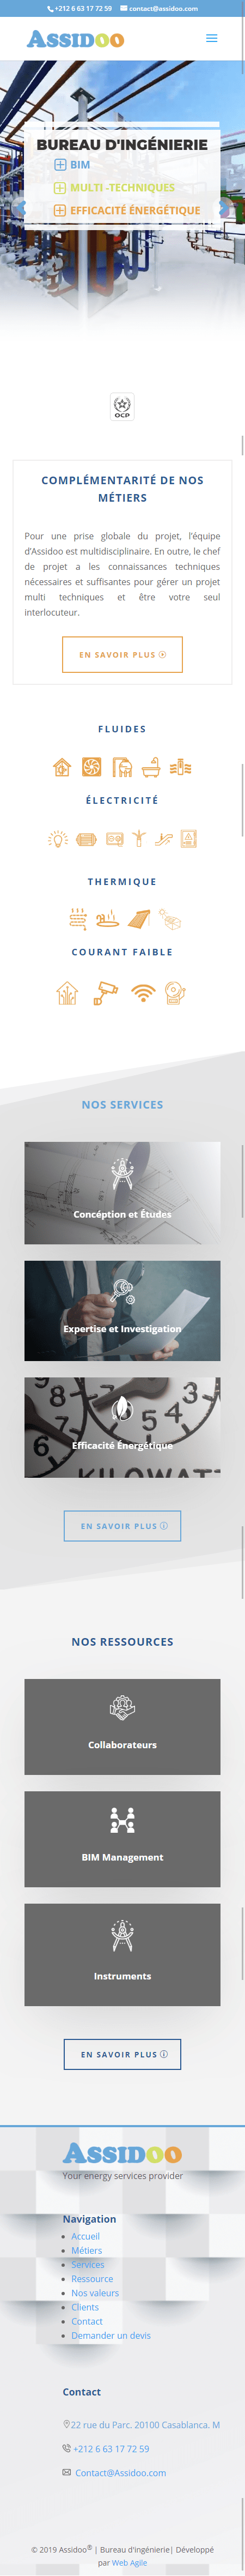 +212 6 63 17 72 59 contact@assidoo.com
ASSIDOO
BUREAU D'INGÉNIERIE
BIM
MULTI -TECHNIQUES
EFFICACITÉ ÉNERGÉTIQUE
OCP
COMPLÉMENTARITÉ DE NOS
MÉTIERS
Pour une prise globale du projet, l'équipe
d'Assidoo est multidisciplinaire. En outre, le chef
de projet a les connaissances techniques
nécessaires et suffisantes pour gérer un projet
multi techniques et être votre seul
interlocuteur.
EN SAVOIR PLUS
FLUIDES
ÉLECTRICITÉ
THERMIQUE
COURANT FAIBLE
NOS SERVICES
Concéption et Études
Expertise et Investigation
Efficacité Énergétique
KILOWATT
EN SAVOIR PLUS
NOS RESSOURCES
Collaborateurs
BIM Management
Instruments
EN SAVOIR PLUS
ASSIDOO
Your energy services provider
Navigation
Accueil
Métiers
Services
Ressource
Nos valeurs
Clients
Contact
Demander un devis
Contact
22 rue du Parc. 20100 Casablanca. M
+212 6 63 17 72 59
Contact@Assidoo.com
© 2019 Assidoo® | Bureau d'ingénierie| Développé
par Web Agile